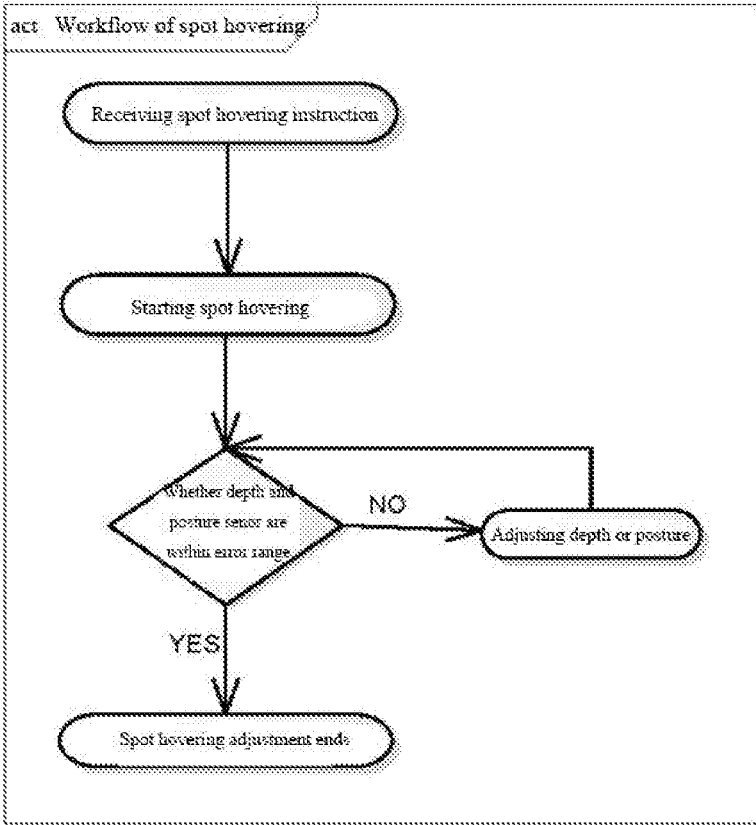 act Workflow of spot hovering
Receiving spot hovering instruction
Starting spot hovering
Whether depth and
posture senor are
within error range
NO
Adjusting depth or posture
YES
Spot hovering adjustment ends